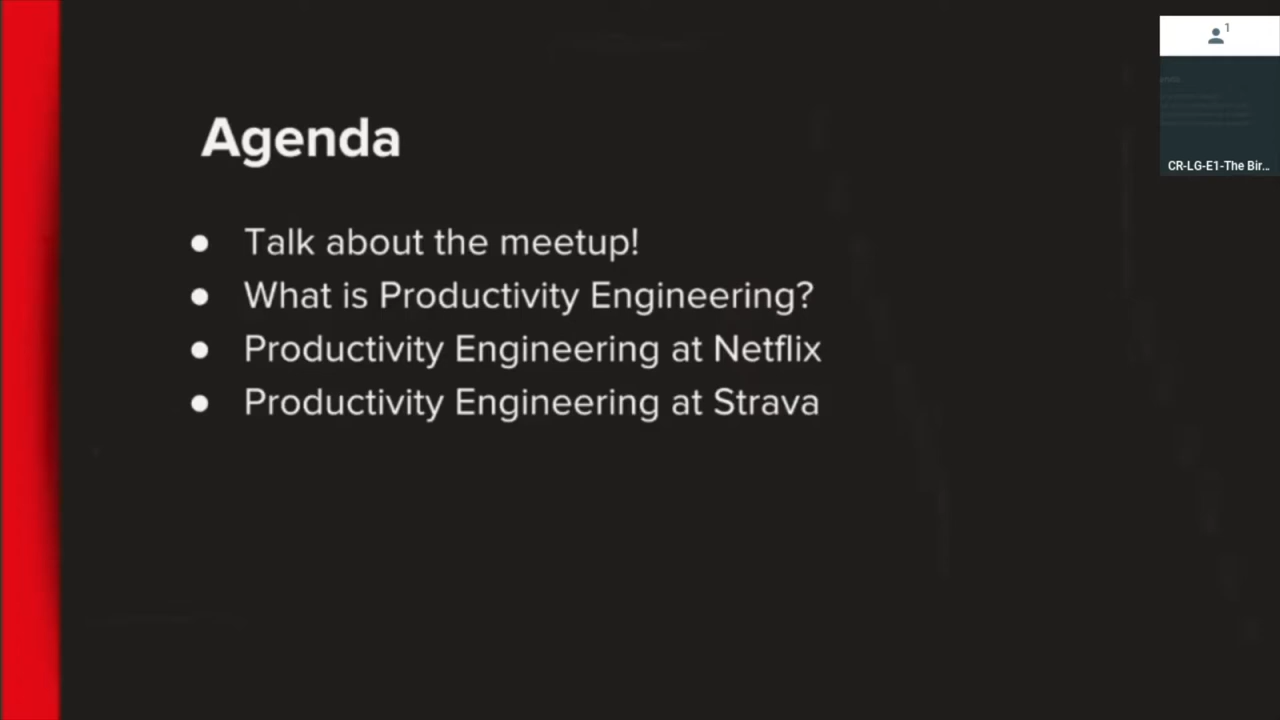 Agenda
● Talk about the meetup!
● What is Productivity Engineering?
● Productivity Engineering at Netflix
● Productivity Engineering at Strava
1
CR-LG-E1-The Bir...